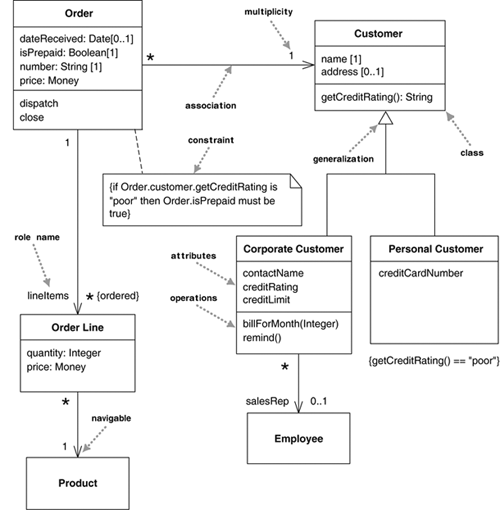 Order
dateReceived: Date[0..1]
isPrepaid: Boolean[1]
number: String [1]
price: Money
dispatch
close
multiplicity
*
1
association
Customer
name [1]
address [0..1]
getCreditRating(): String
generalization
class
1
constraint
{if Order.customer.getCreditRating is
"poor" then Order.isPrepaid must be
true}
role name
lineItems
* {ordered}
attributes
operations
Corporate Customer
contactName
creditRating
creditLimit
billForMonth(Integer)
remind()
Personal Customer
creditCardNumber
{getCreditRating() == "poor"}
Order Line
quantity: Integer
price: Money
*
navigable
1
Product
*
salesRep
0..1
Employee